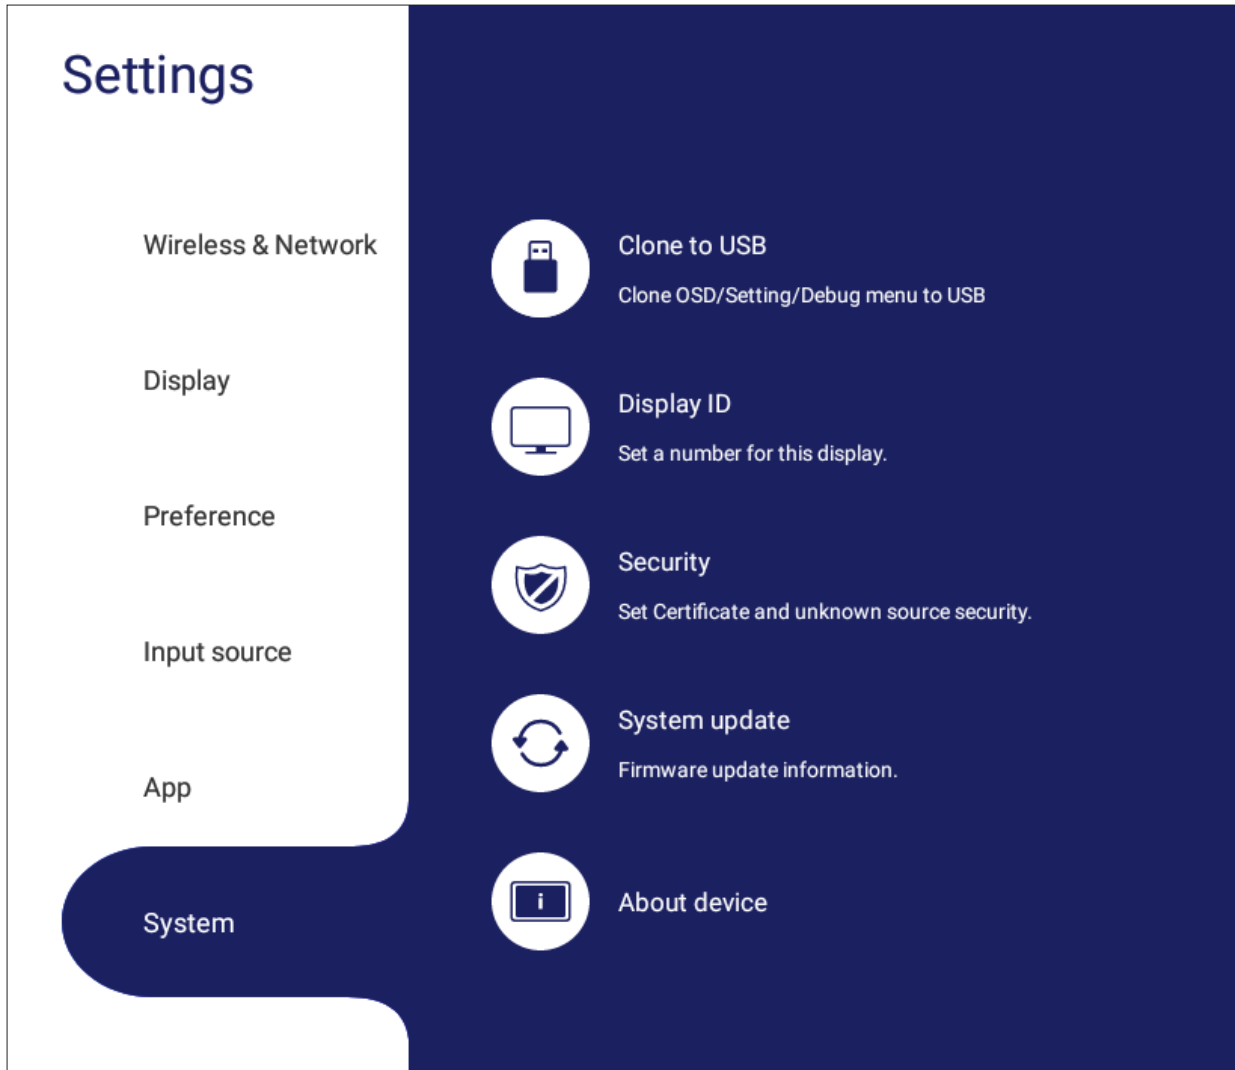 Settings
Wireless & Network
Display
Preference
Input source
App
System
Clone to USB
Clone OSD/Setting/Debug menu to USB
Display ID
Set a number for this display.
Security
Set Certificate and unknown source security.
System update
Firmware update information.
i
About device